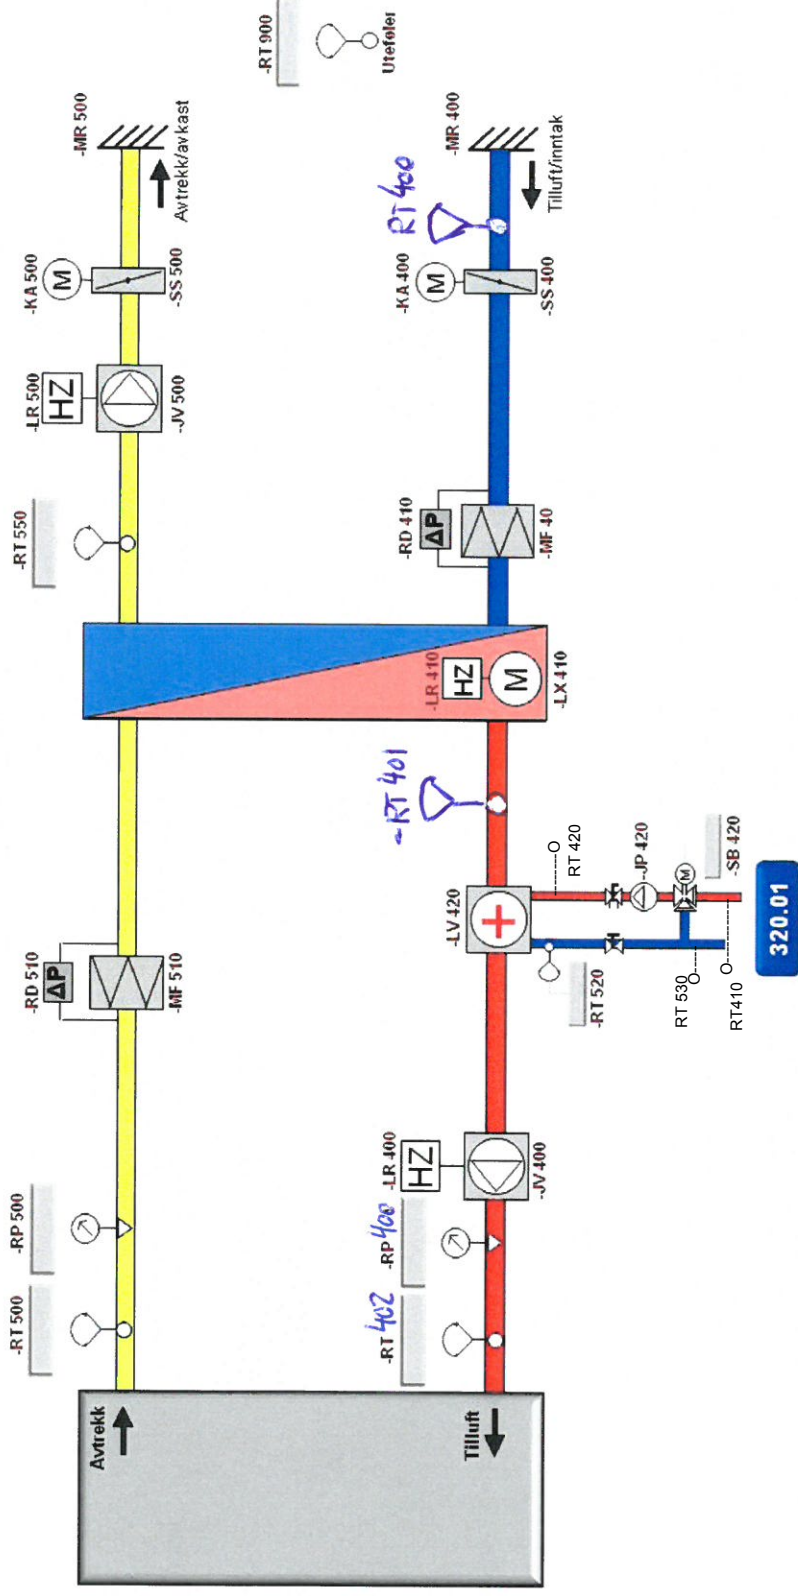 -RT 900
Uteføler
-MR 500
Avtrekk/avkast
-KA 500
M
-SS 500
-LR 500
HZ
-JV 500
-RT 550
-RD 510
ΔP
-MF 510
-RP 500
-RT 500
Avtrekk
-MR 400
Tilluft/inntak
RT 400
-KA 400
M
-SS 400
-RD 410
ΔP
-MF 40
-LR 410
HZ
M
-LX 410
-RT 401
-LV 420
RT 420
-JP 420
M
-SB 420
-RT 520
RT 530
RT410
320.01
-LR 400
HZ
-JV 400
-RP 400
-RT 402
Tilluft